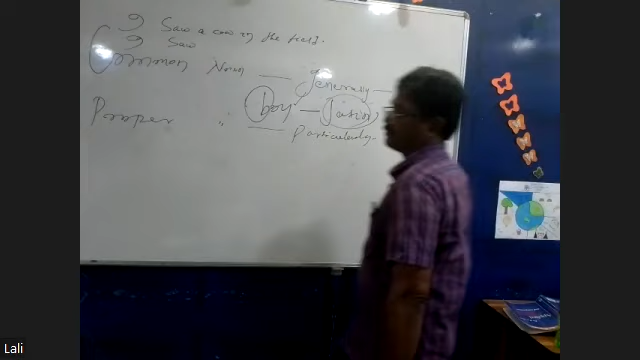 I saw a cow in the field.
I saw
Common Noun — generally —
boy —
Proper :
— particularly.
Lali